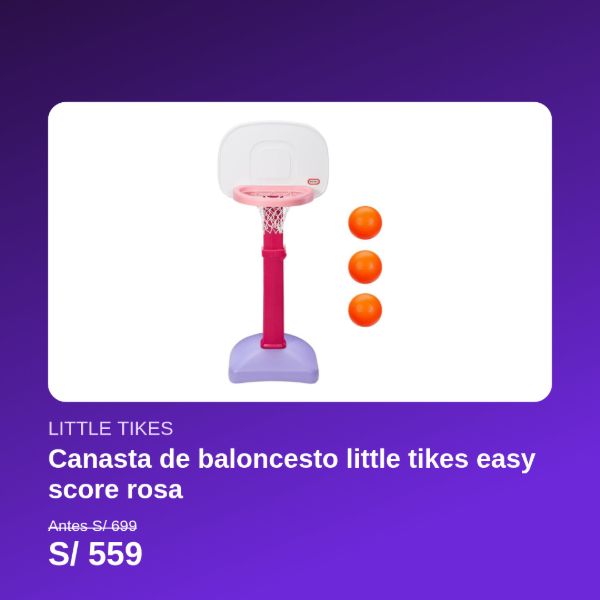 LITTLE TIKES
Canasta de baloncesto little tikes easy
score rosa
Antes S/ 699
S/ 559